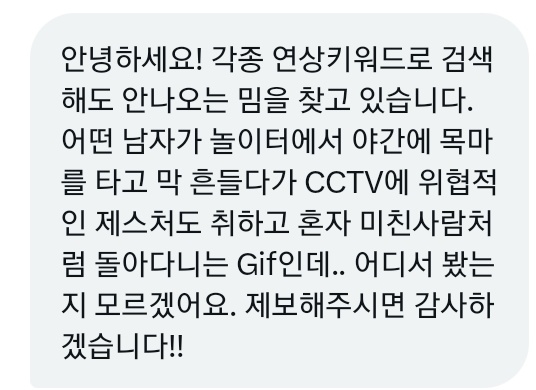 안녕하세요! 각종 연상키워드로 검색
해도 안나오는 밈을 찾고 있습니다.
어떤 남자가 놀이터에서 야간에 목마
를 타고 막 흔들다가 CCTV에 위협적
인 제스처도 취하고 혼자 미친사람처
럼 돌아다니는 Gif인데.. 어디서 봤는
지 모르겠어요. 제보해주시면 감사하
겠습니다!!